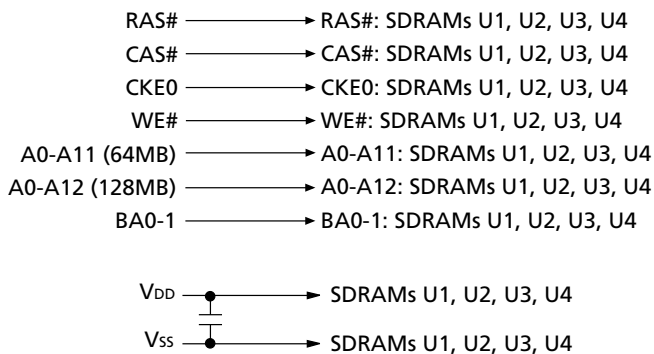 RAS# RAS#: SDRAMs U1, U2, U3, U4
CAS# CAS#: SDRAMs U1, U2, U3, U4
CKE0 CKE0: SDRAMs U1, U2, U3, U4
WE# WE#: SDRAMs U1, U2, U3, U4
A0-A11 (64MB) A0-A11: SDRAMs U1, U2, U3, U4
A0-A12 (128MB) A0-A12: SDRAMs U1, U2, U3, U4
BA0-1 BA0-1: SDRAMs U1, U2, U3, U4
VDD SDRAMs U1, U2, U3, U4
Vss SDRAMs U1, U2, U3, U4